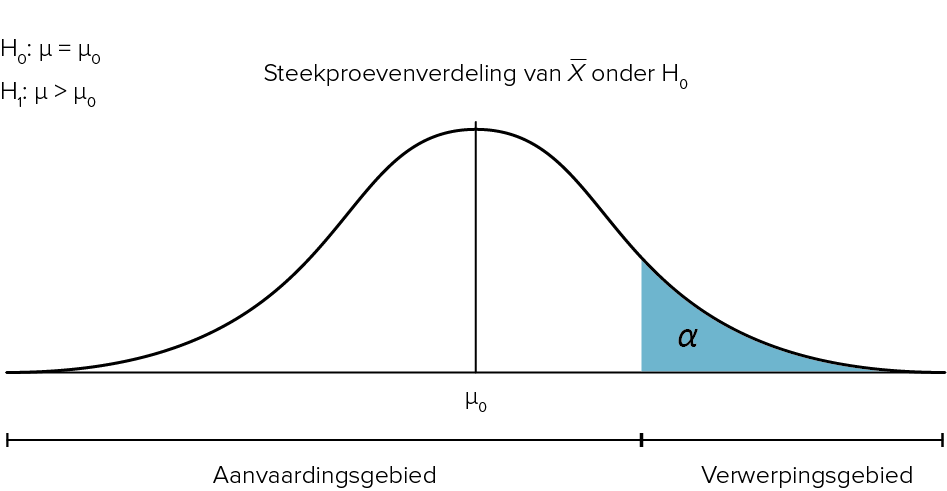 H₀: μ = μ₀
H₁: μ > μ₀
Steekproevenverdeling van X̅ onder H₀
α
μ₀
Aanvaardingsgebied Verwerpingsgebied